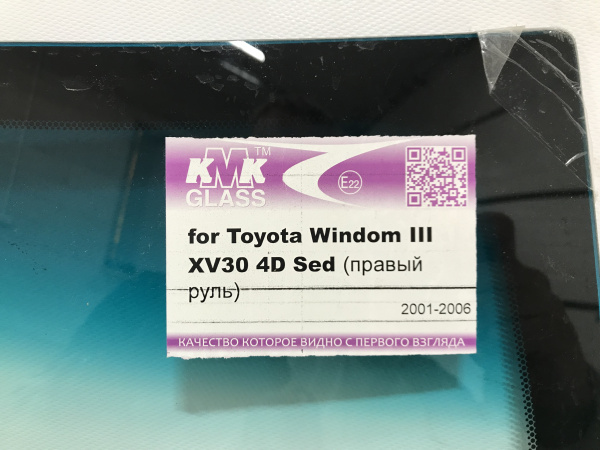 KMK TM
GLASS
E22
for Toyota Windom III
XV30 4D Sed (правый
руль)
2001-2006
КАЧЕСТВО КОТОРОЕ ВИДНО С ПЕРВОГО ВЗГЛЯДА